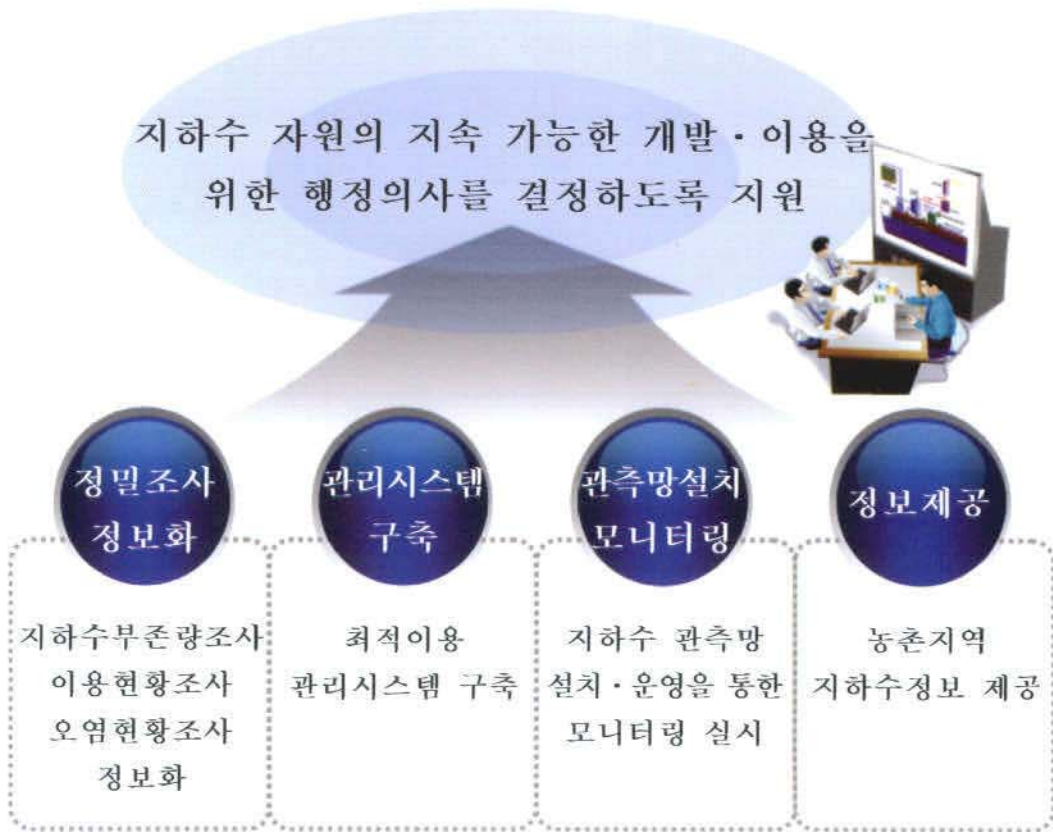 지하수 자원의 지속 가능한 개발·이용을
위한 행정의사를 결정하도록 지원
정밀조사
정보화
지하수부존량조사
이용현황조사
오염현황조사
정보화
관리시스템
구축
최적이용
관리시스템 구축
관측망설치
모니터링
지하수 관측망
설치·운영을 통한
모니터링 실시
정보제공
농촌지역
지하수정보 제공